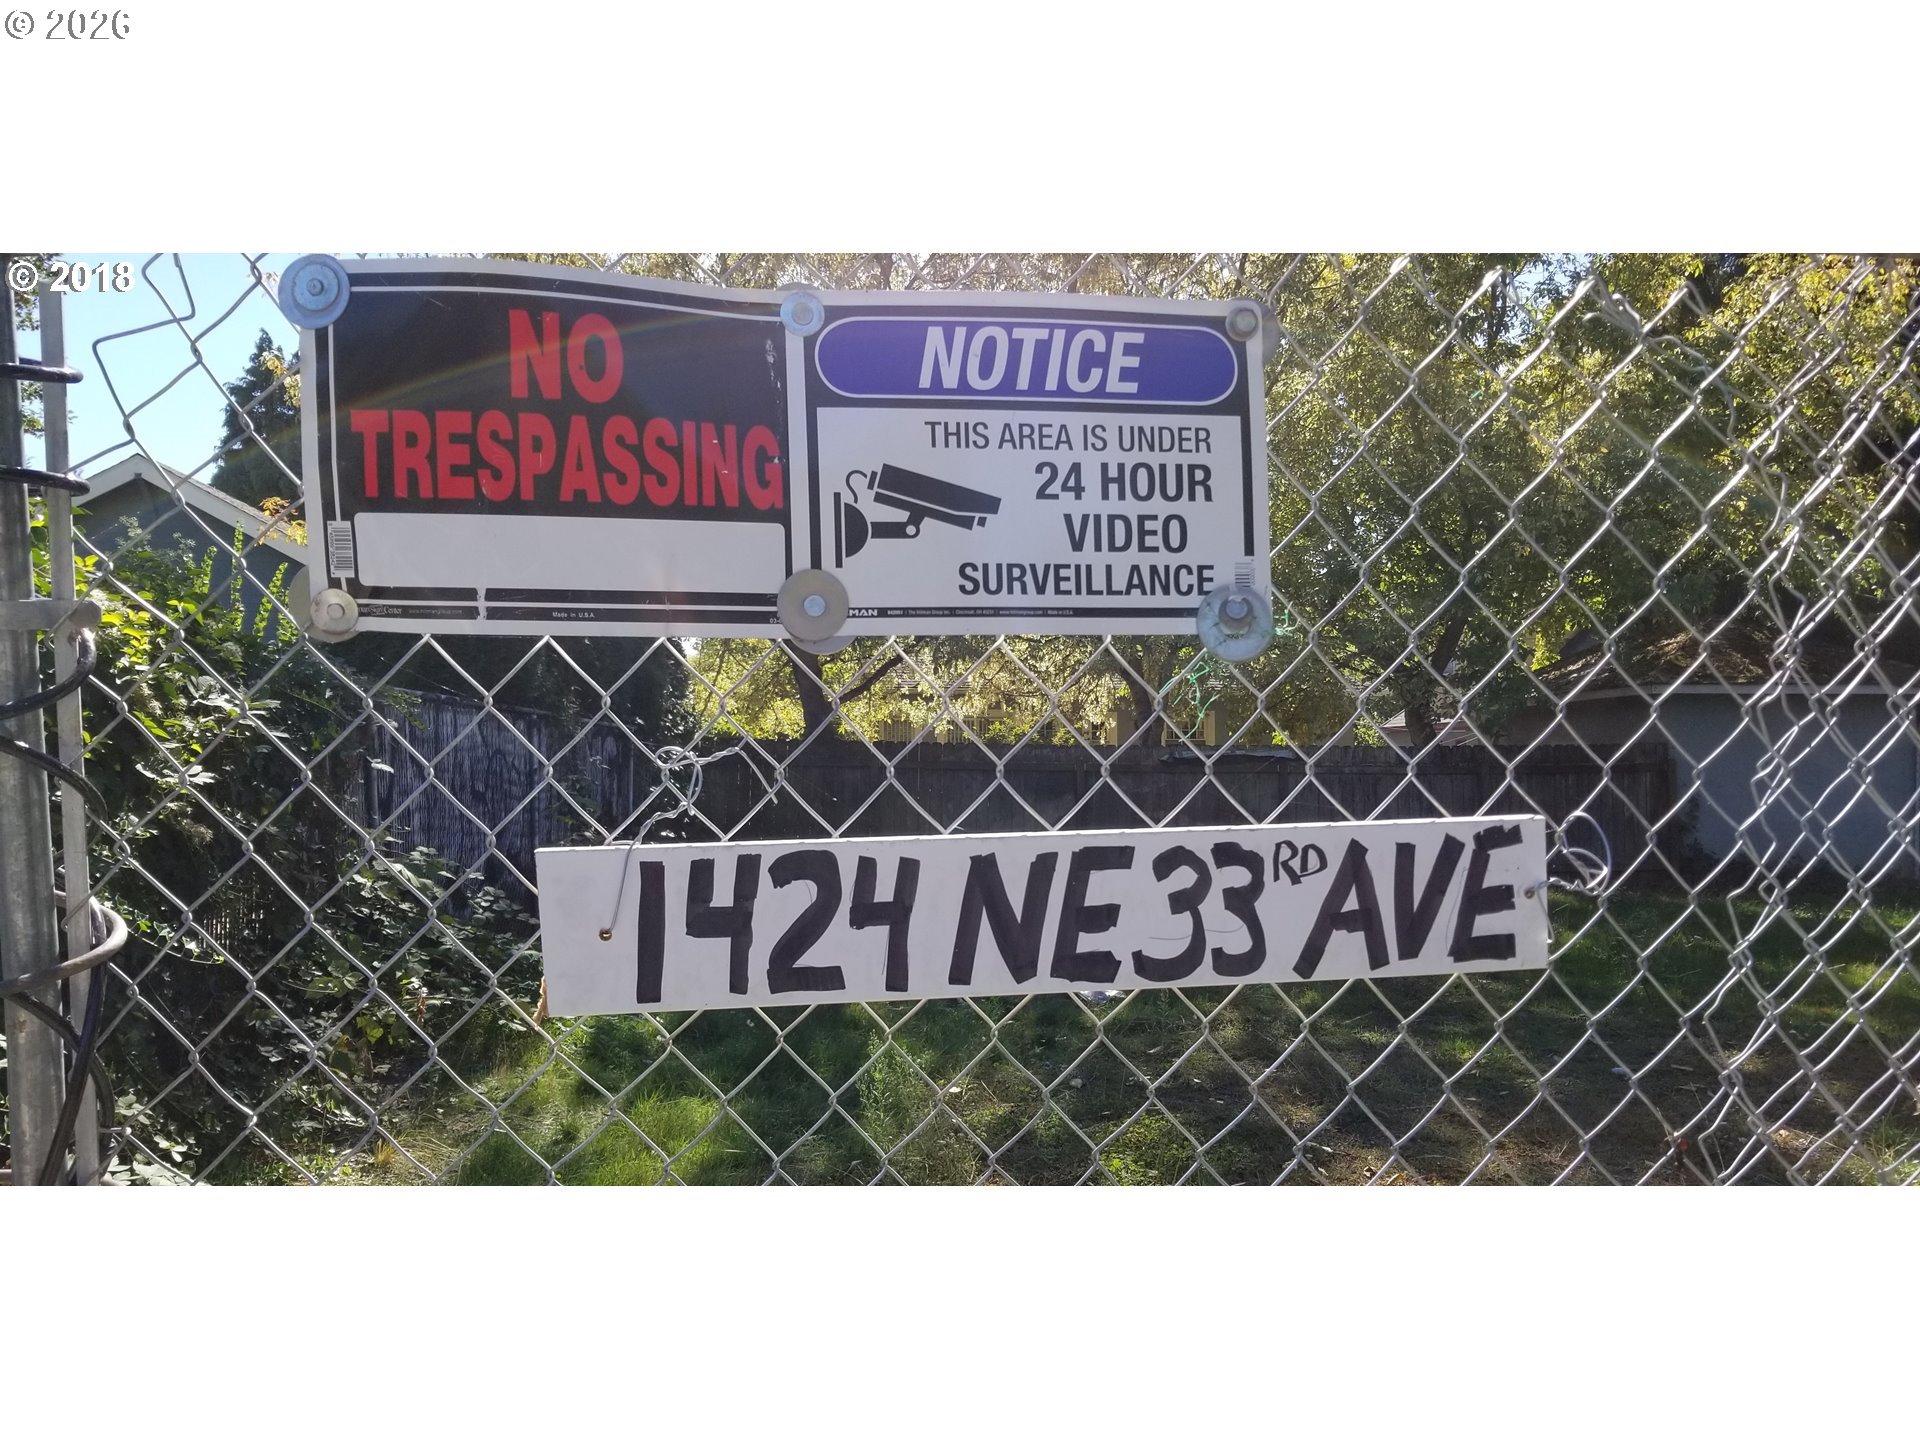 © 2026
© 2018
NO
TRESPASSING
Made in U.S.A.
NOTICE
THIS AREA IS UNDER
24 HOUR
VIDEO
SURVEILLANCE
1424 NE 33RD AVE